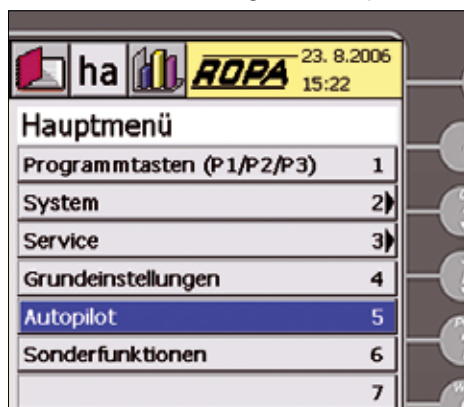 ha ROPA 23. 8.2006
15:22
Hauptmenü
Programmtasten (P1/P2/P3) 1
System 2
Service 3
Grundeinstellungen 4
Autopilot 5
Sonderfunktionen 6
7